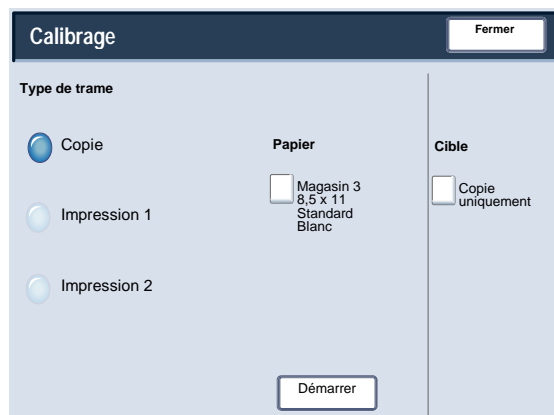 Calibrage
Fermer
Type de trame
Copie
Impression 1
Impression 2
Papier
Magasin 3
8,5 x 11
Standard
Blanc
Cible
Copie
uniquement
Démarrer